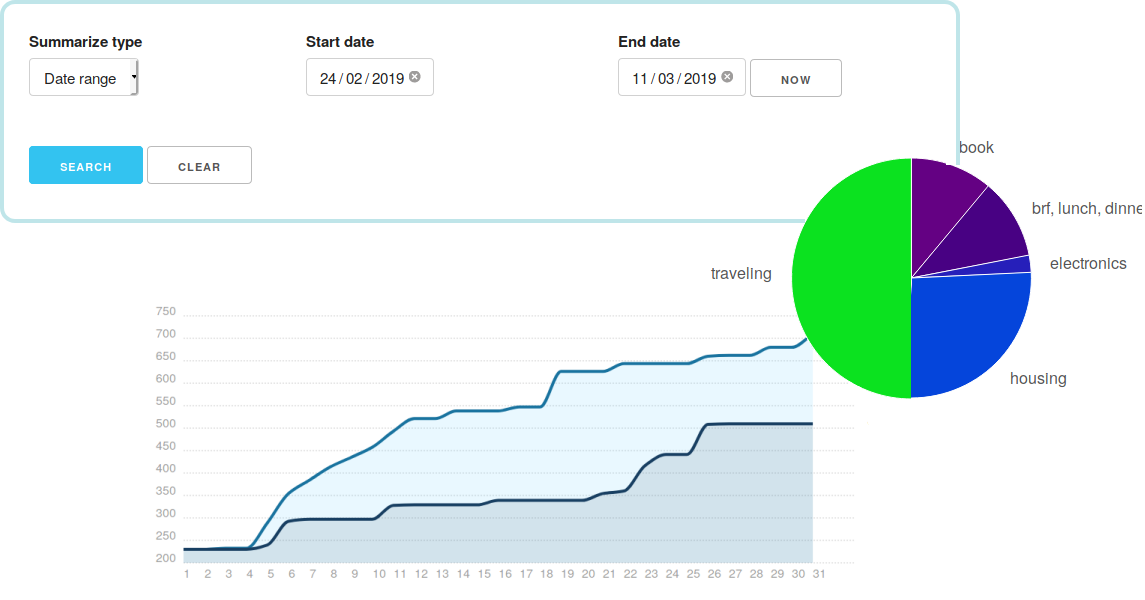 Summarize type Start date End date
Date range 24 / 02 / 2019 11 / 03 / 2019 NOW
SEARCH CLEAR
book
brf, lunch, dinne
electronics
traveling
housing
750
700
650
600
550
500
450
400
350
300
250
200
1 2 3 4 5 6 7 8 9 10 11 12 13 14 15 16 17 18 19 20 21 22 23 24 25 26 27 28 29 30 31